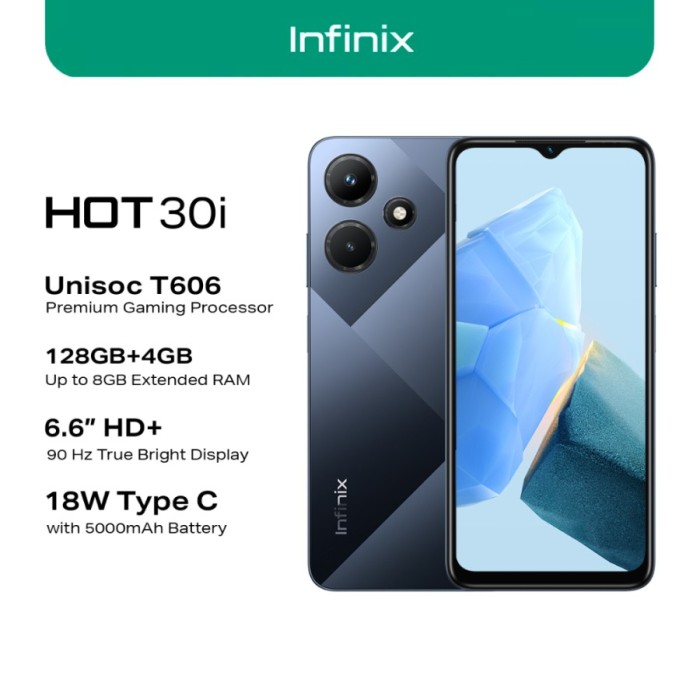 Infinix
HOT 30i
Unisoc T606
Premium Gaming Processor
128GB+4GB
Up to 8GB Extended RAM
6.6” HD+
90 Hz True Bright Display
18W Type C
with 5000mAh Battery
Infinix